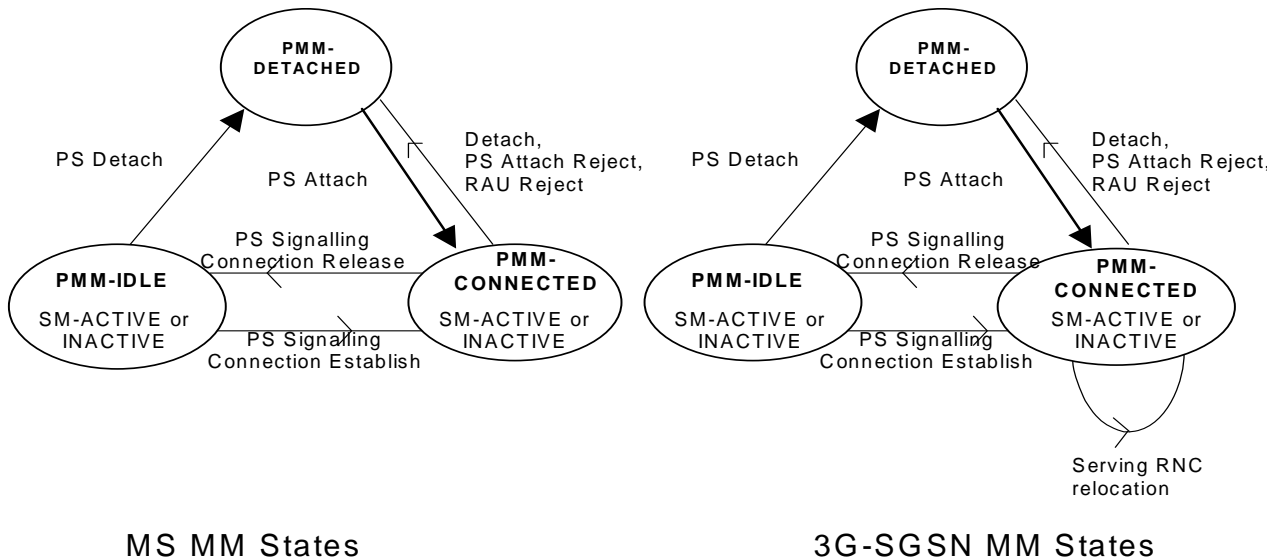 PMM-
DETACHED
PS Detach
PS Attach
Detach,
PS Attach Reject,
RAU Reject
PS Signalling
Connection Release
PMM-IDLE
SM-ACTIVE or
INACTIVE
PMM-
CONNECTED
SM-ACTIVE or
INACTIVE
PS Signalling
Connection Establish
MS MM States
PMM-
DETACHED
PS Detach
PS Attach
Detach,
PS Attach Reject,
RAU Reject
PS Signalling
Connection Release
PMM-IDLE
SM-ACTIVE or
INACTIVE
PMM-
CONNECTED
SM-ACTIVE or
INACTIVE
PS Signalling
Connection Establish
Serving RNC
relocation
3G-SGSN MM States